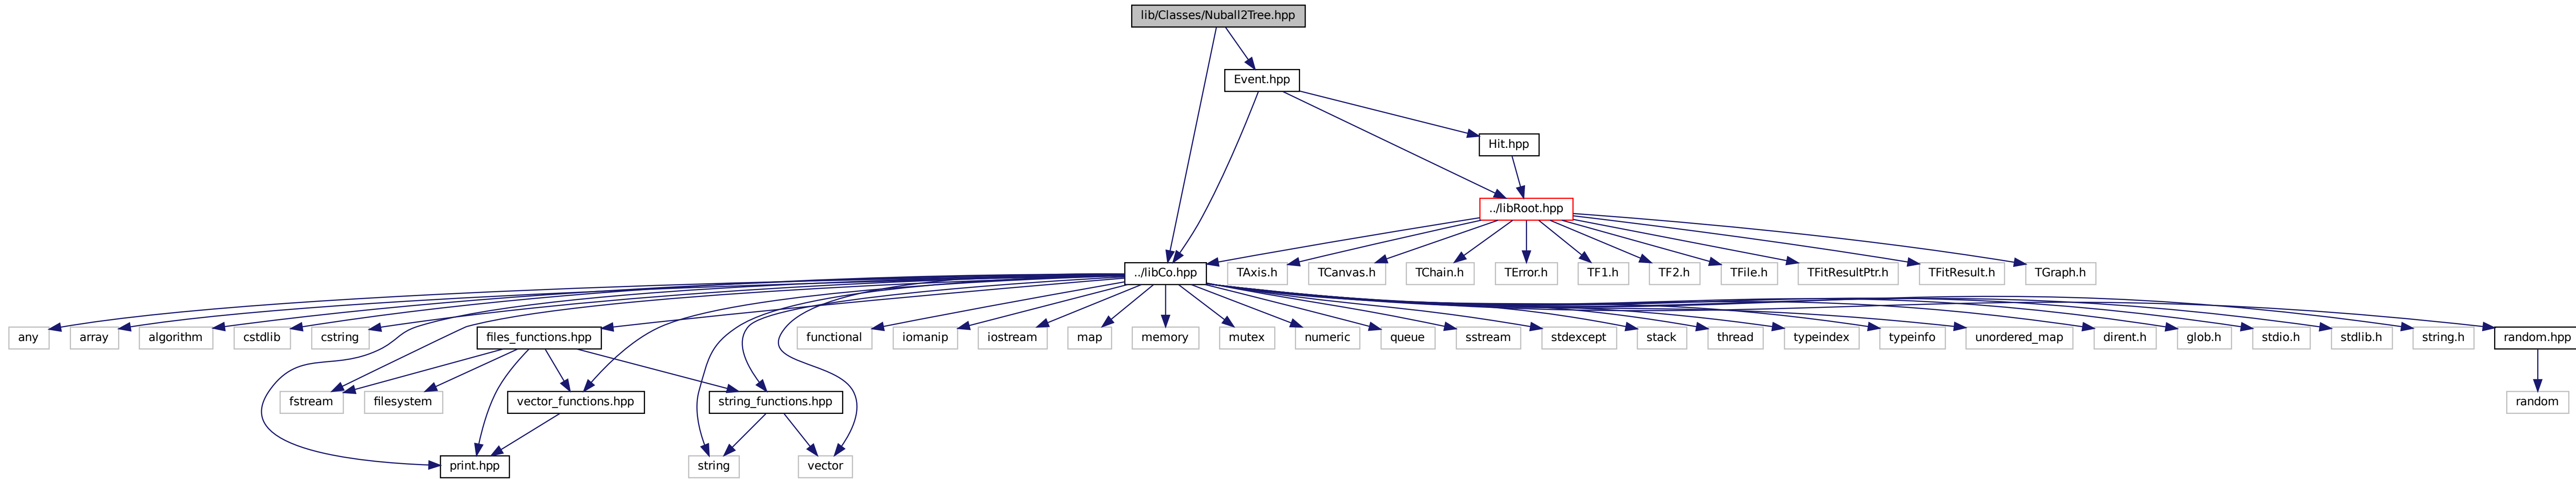 lib/Classes/Nuball2Tree.hpp
Event.hpp
Hit.hpp
../libRoot.hpp
../libCo.hpp
TAxis.h
TCanvas.h
TChain.h
TError.h
TF1.h
TF2.h
TFile.h
TFitResultPtr.h
TFitResult.h
TGraph.h
any
array
algorithm
cstdlib
cstring
files_functions.hpp
functional
iomanip
iostream
map
memory
mutex
numeric
queue
sstream
stdexcept
stack
thread
typeindex
typeinfo
unordered_map
dirent.h
glob.h
stdio.h
stdlib.h
string.h
random.hpp
fstream
filesystem
vector_functions.hpp
string_functions.hpp
random
print.hpp
string
vector